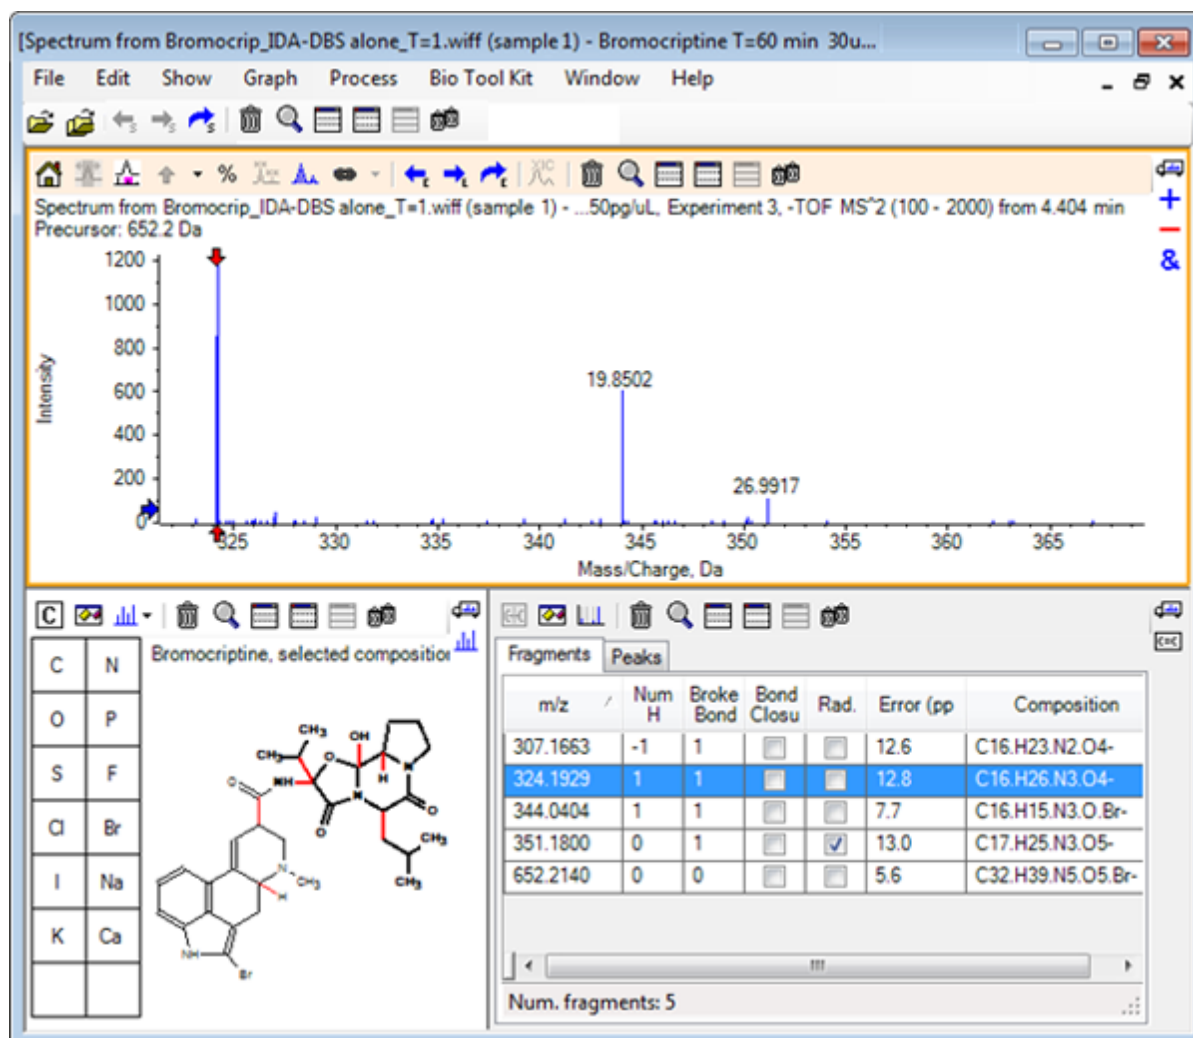 [Spectrum from Bromocrip_IDA-DBS alone_T=1.wiff (sample 1) - Bromocriptine T=60 min 30u...
File Edit Show Graph Process Bio Tool Kit Window Help
%
Spectrum from Bromocrip_IDA-DBS alone_T=1.wiff (sample 1) - ...50pg/uL, Experiment 3, -TOF MS^2 (100 - 2000) from 4.404 min
Precursor: 652.2 Da
&
Intensity
1200
1000
800
600
400
200
0
19.8502
26.9917
325 330 335 340 345 350 355 360 365
Mass/Charge, Da
C
C N
O P
S F
Cl Br
I Na
K Ca
Bromocriptine, selected composition
CH3
CH3
OH
O
N
H
NH
O
N
O
O
CH3
CH3
N
CH3
H
NH
Br
C=C
Fragments Peaks
m/z Num H Broke Bond Bond Closu Rad. Error (pp Composition
307.1663 -1 1 12.6 C16.H23.N2.O4-
324.1929 1 1 12.8 C16.H26.N3.O4-
344.0404 1 1 7.7 C16.H15.N3.O.Br-
351.1800 0 1 13.0 C17.H25.N3.O5-
652.2140 0 0 5.6 C32.H39.N5.O5.Br-
Num. fragments: 5